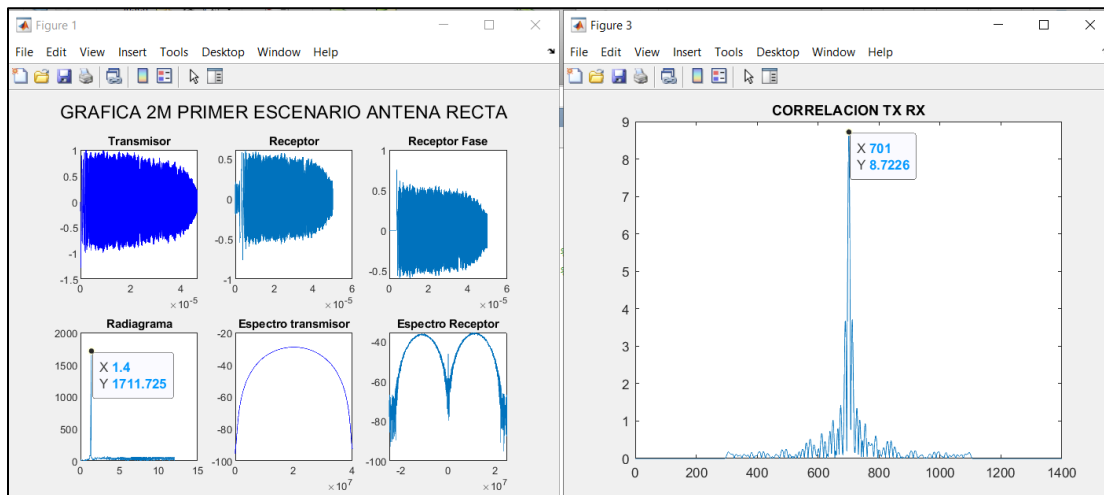 Figure 1
File Edit View Insert Tools Desktop Window Help
GRAFICA 2M PRIMER ESCENARIO ANTENA RECTA
Transmisor
1
0.5
0
-0.5
-1
-1.5
0 2 4
×10-5
Receptor
0.5
0
-0.5
-1
0 2 4 6
×10-5
Receptor Fase
1
0.5
0
-0.5
0 2 4 6
×10-5
Radiagrama
2000
1500
1000
500
0
0 5 10 15
X 1.4
Y 1711.725
Espectro transmisor
-20
-40
-60
-80
-100
0 2 4
×107
Espectro Receptor
-40
-60
-80
-100
-2 0 2
×107
Figure 3
File Edit View Insert Tools Desktop Window Help
CORRELACION TX RX
9
8
7
6
5
4
3
2
1
0
0 200 400 600 800 1000 1200 1400
X 701
Y 8.7226